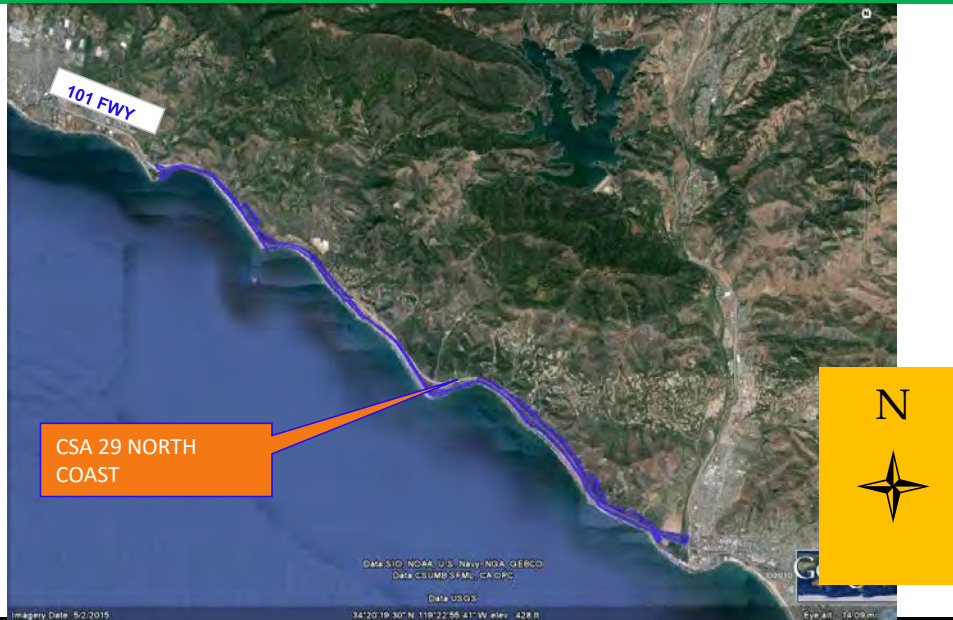 N
101 FWY
N
CSA 29 NORTH
COAST
Data SIO, NOAA, U.S. Navy, NGA, GEBCO
Data CSUMB SFML, CA OPC
Data USGS
Imagery Date: 5/2/2015
34°20'19.30" N 119°22'55.41" W elev 428 ft
Eye alt 14.09 mi